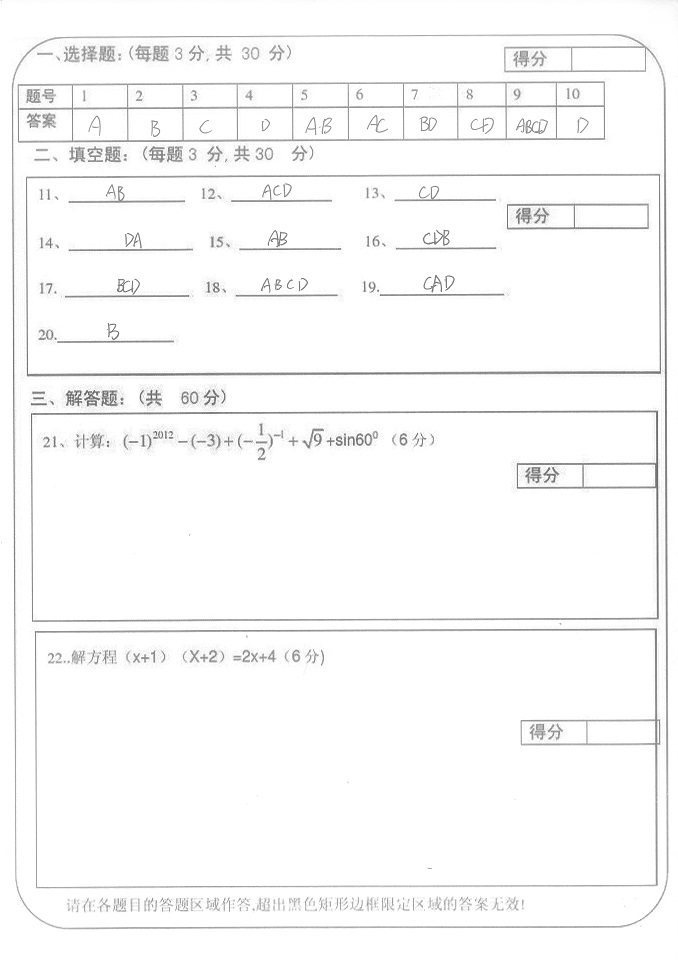 一、选择题:(每题 3 分, 共 30 分)
得分
题号 1 2 3 4 5 6 7 8 9 10
答案 A B C D A·B AC BD CD ABCD D
二、填空题:(每题 3 分, 共 30 分)
11、 AB 12、 ACD 13、 CD
得分
14、 DA 15、 AB 16、 CDB
17. BCD 18、 ABCD 19. CAD
20. B
三、解答题:(共 60 分)
21、计算: (−1)²⁰¹² − (−3) + (−1/2)⁻¹ + √9 +sin60⁰ (6 分)
得分
22..解方程(x+1)(X+2)=2x+4(6 分)
得分
请在各题目的答题区域作答,超出黑色矩形边框限定区域的答案无效!